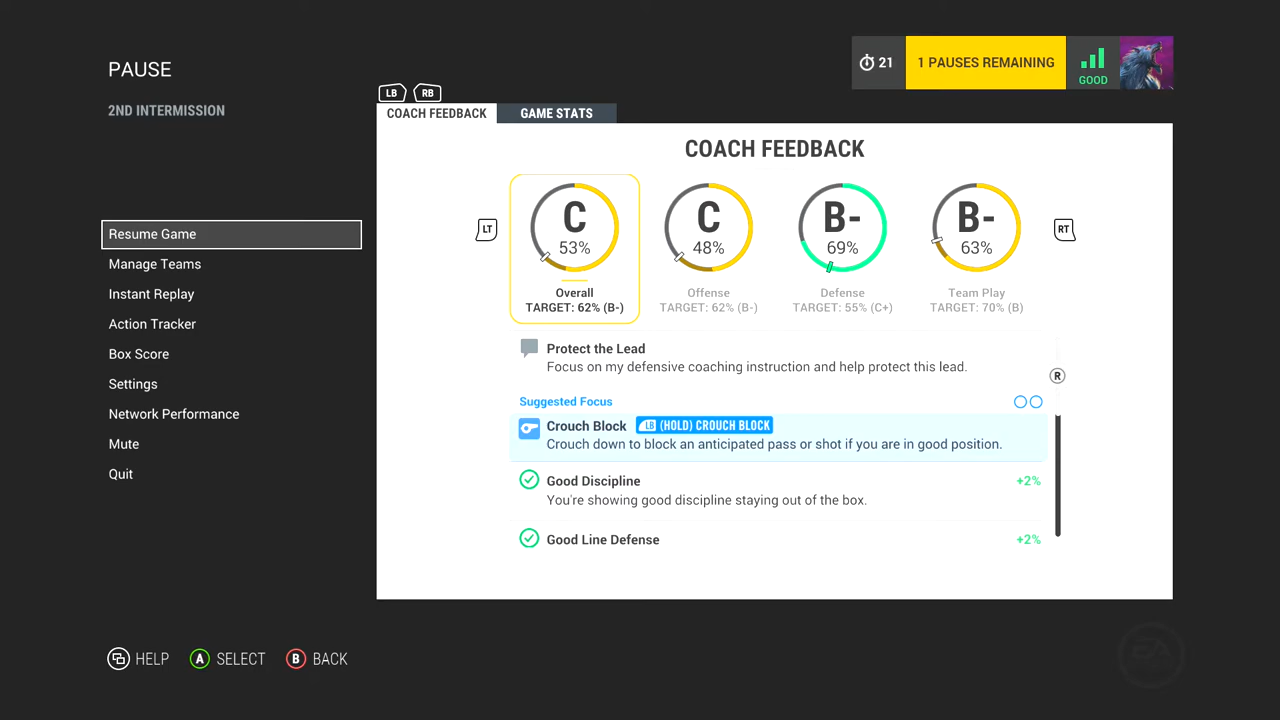 PAUSE
2ND INTERMISSION
21
1 PAUSES REMAINING
GOOD
LB
RB
COACH FEEDBACK
GAME STATS
COACH FEEDBACK
LT
C
53%
Overall
TARGET: 62% (B-)
C
48%
Offense
TARGET: 62% (B-)
B-
69%
Defense
TARGET: 55% (C+)
B-
63%
Team Play
TARGET: 70% (B)
RT
Resume Game
Manage Teams
Instant Replay
Action Tracker
Box Score
Settings
Network Performance
Mute
Quit
Protect the Lead
Focus on my defensive coaching instruction and help protect this lead.
R
Suggested Focus
Crouch Block LB (HOLD) CROUCH BLOCK
Crouch down to block an anticipated pass or shot if you are in good position.
Good Discipline +2%
You're showing good discipline staying out of the box.
Good Line Defense +2%
HELP
A SELECT
B BACK
EA